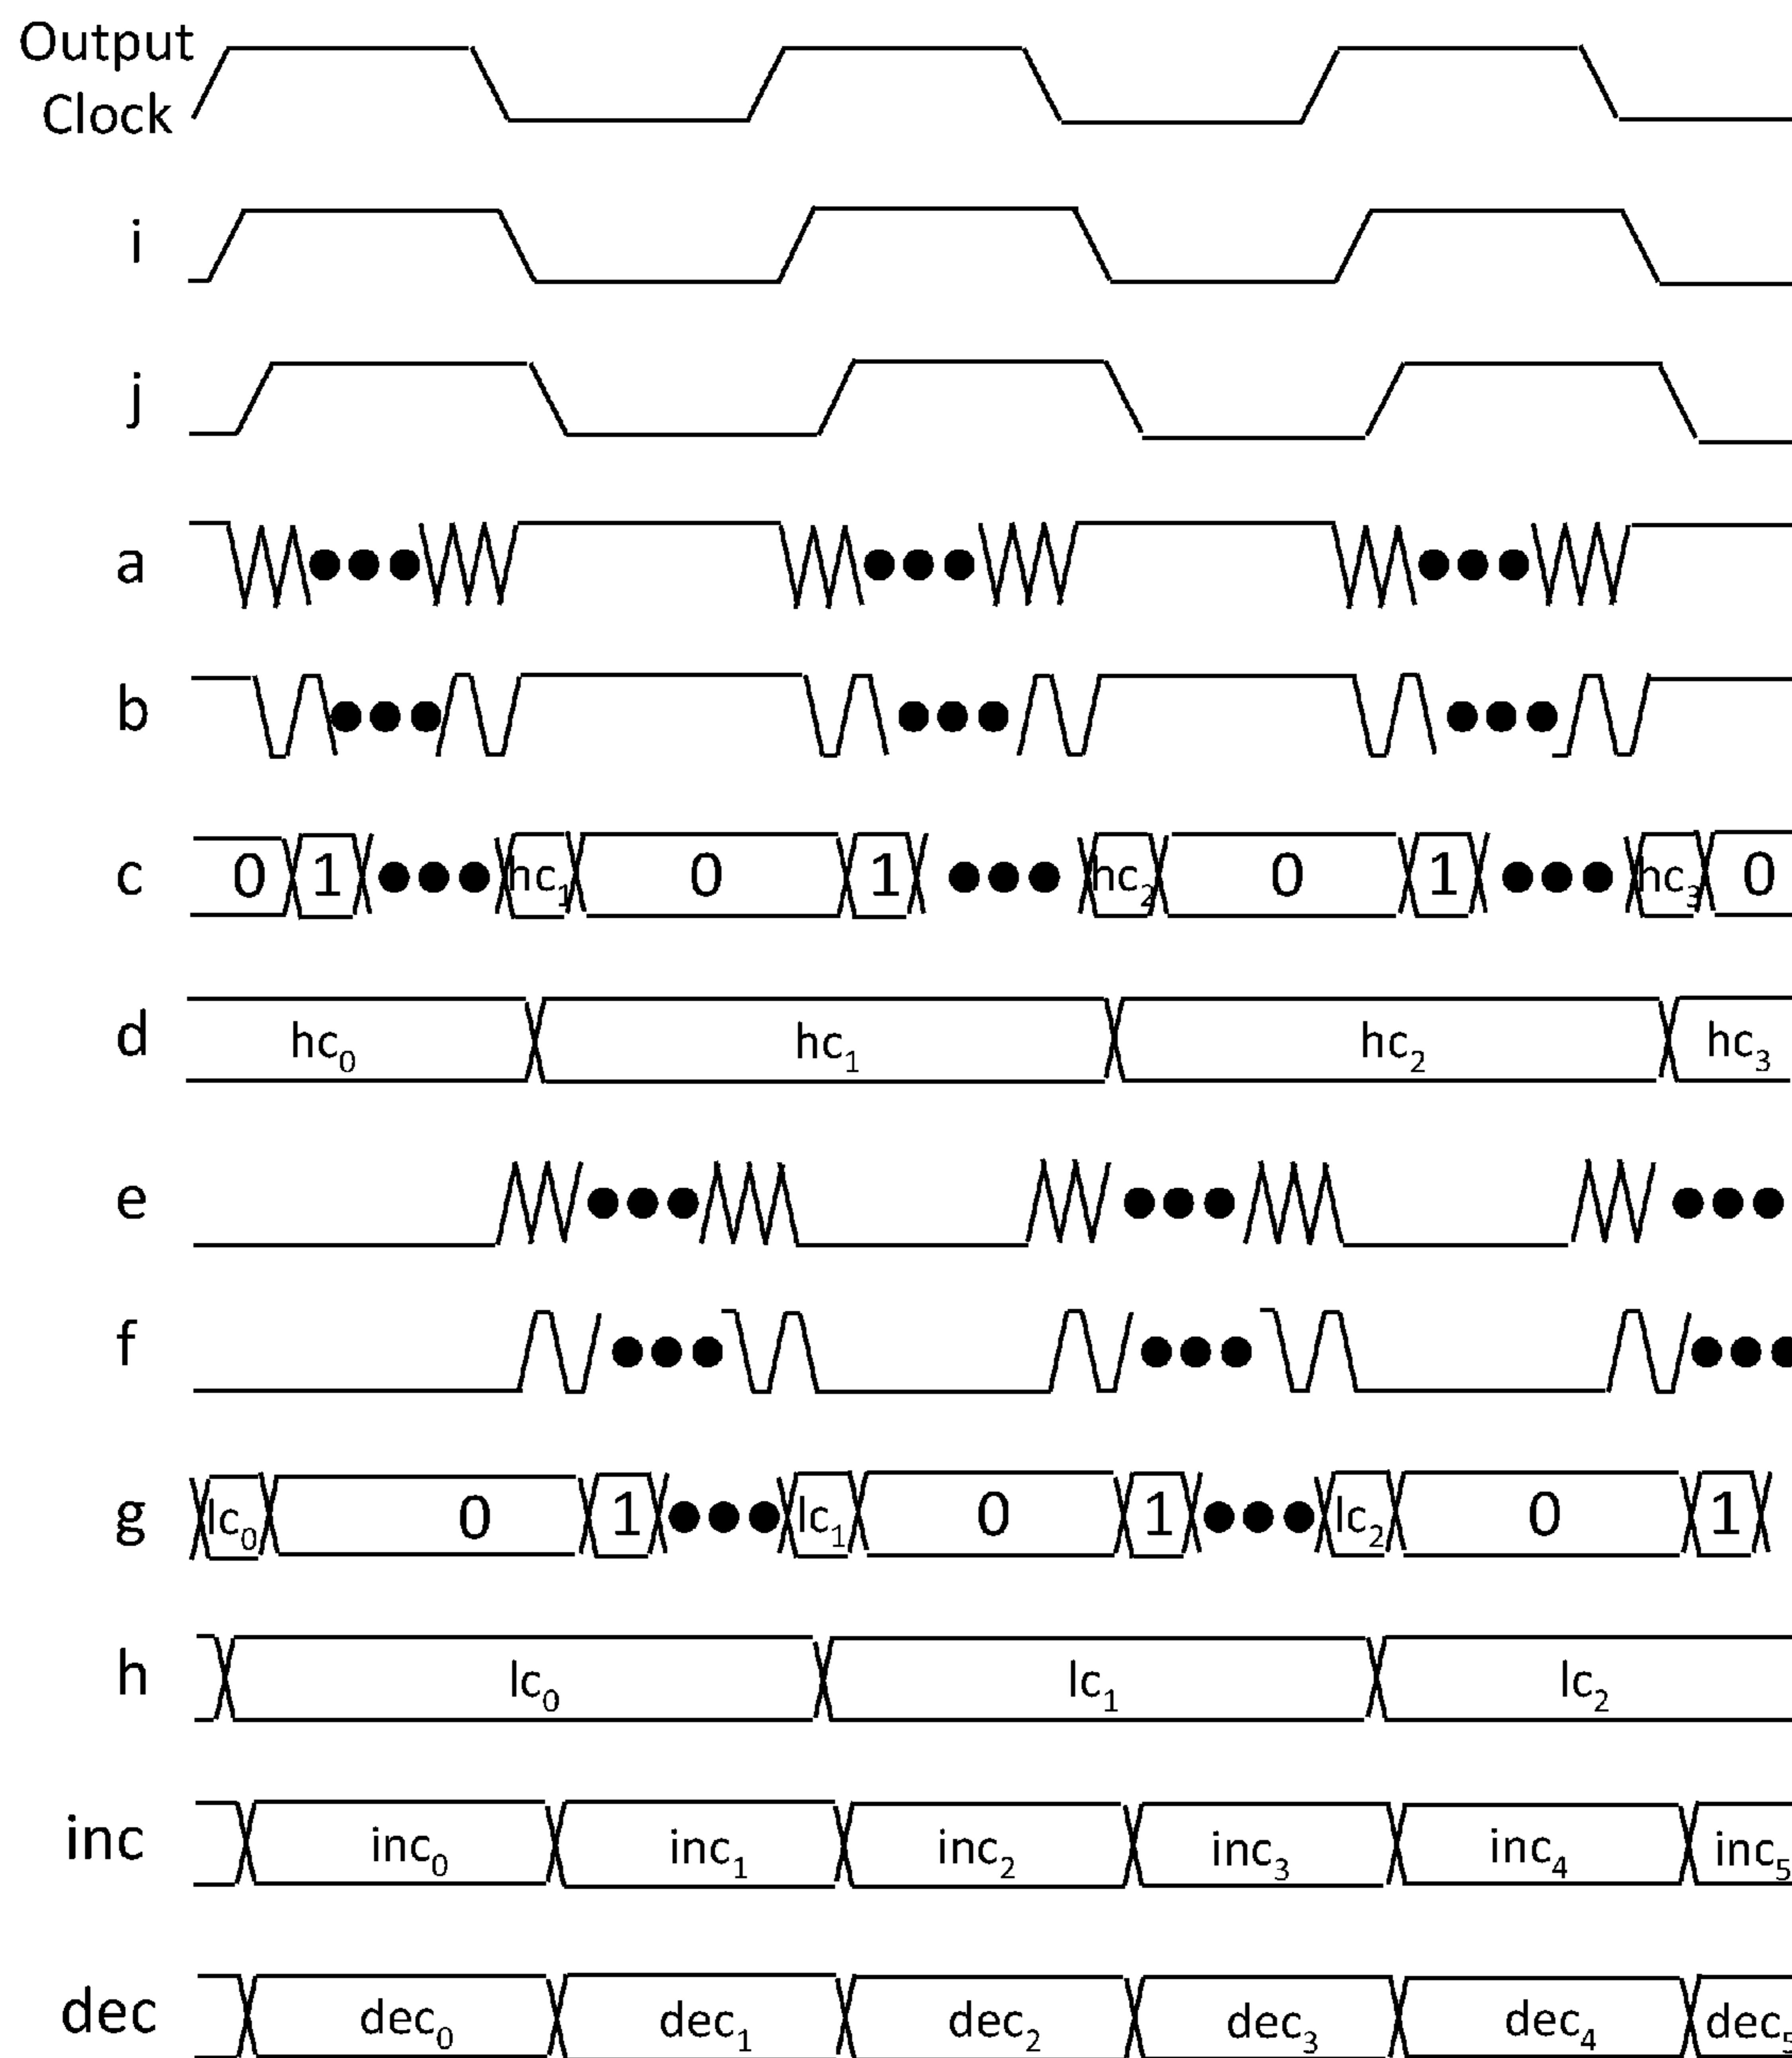 Output
Clock
i
j
a
b
c 0 1 hc₁ 0 1 hc₂ 0 1 hc₃ 0
d hc₀ hc₁ hc₂ hc₃
e
f
g lc₀ 0 1 lc₁ 0 1 lc₂ 0 1
h lc₀ lc₁ lc₂
inc inc₀ inc₁ inc₂ inc₃ inc₄ inc₅
dec dec₀ dec₁ dec₂ dec₃ dec₄ dec₅